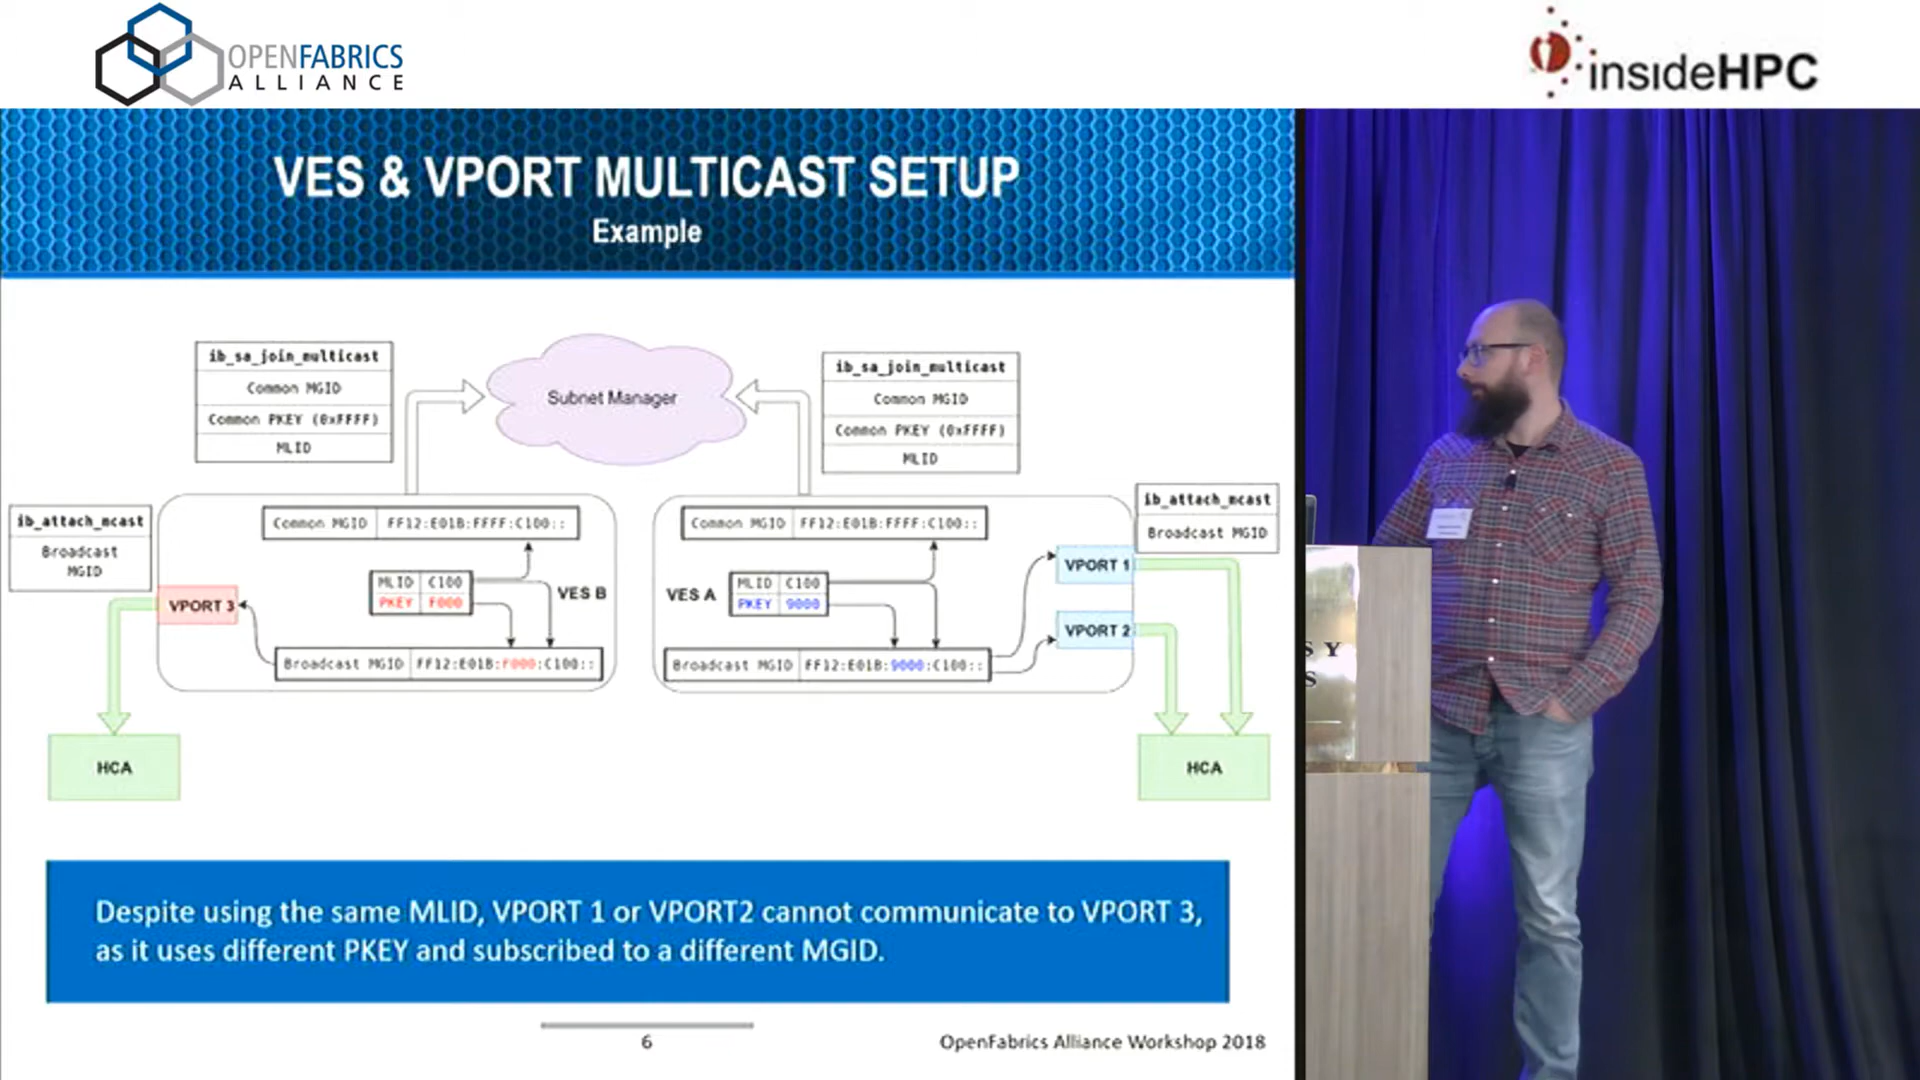 OPENFABRICS
ALLIANCE
insideHPC
VES & VPORT MULTICAST SETUP
Example
ib_sa_join_multicast
Common MGID
Common PKEY (0xFFFF)
MLID
Subnet Manager
ib_sa_join_multicast
Common MGID
Common PKEY (0xFFFF)
MLID
ib_attach_mcast
Broadcast
MGID
Common MGID FF12:E01B:FFFF:C100::
MLID C100
PKEY F000
VES B
VPORT 3
Broadcast MGID FF12:E01B:F000:C100::
HCA
Common MGID FF12:E01B:FFFF:C100::
VES A
MLID C100
PKEY 9000
Broadcast MGID FF12:E01B:9000:C100::
VPORT 1
VPORT 2
ib_attach_mcast
Broadcast MGID
HCA
Despite using the same MLID, VPORT 1 or VPORT2 cannot communicate to VPORT 3,
as it uses different PKEY and subscribed to a different MGID.
6
OpenFabrics Alliance Workshop 2018
S Y
S